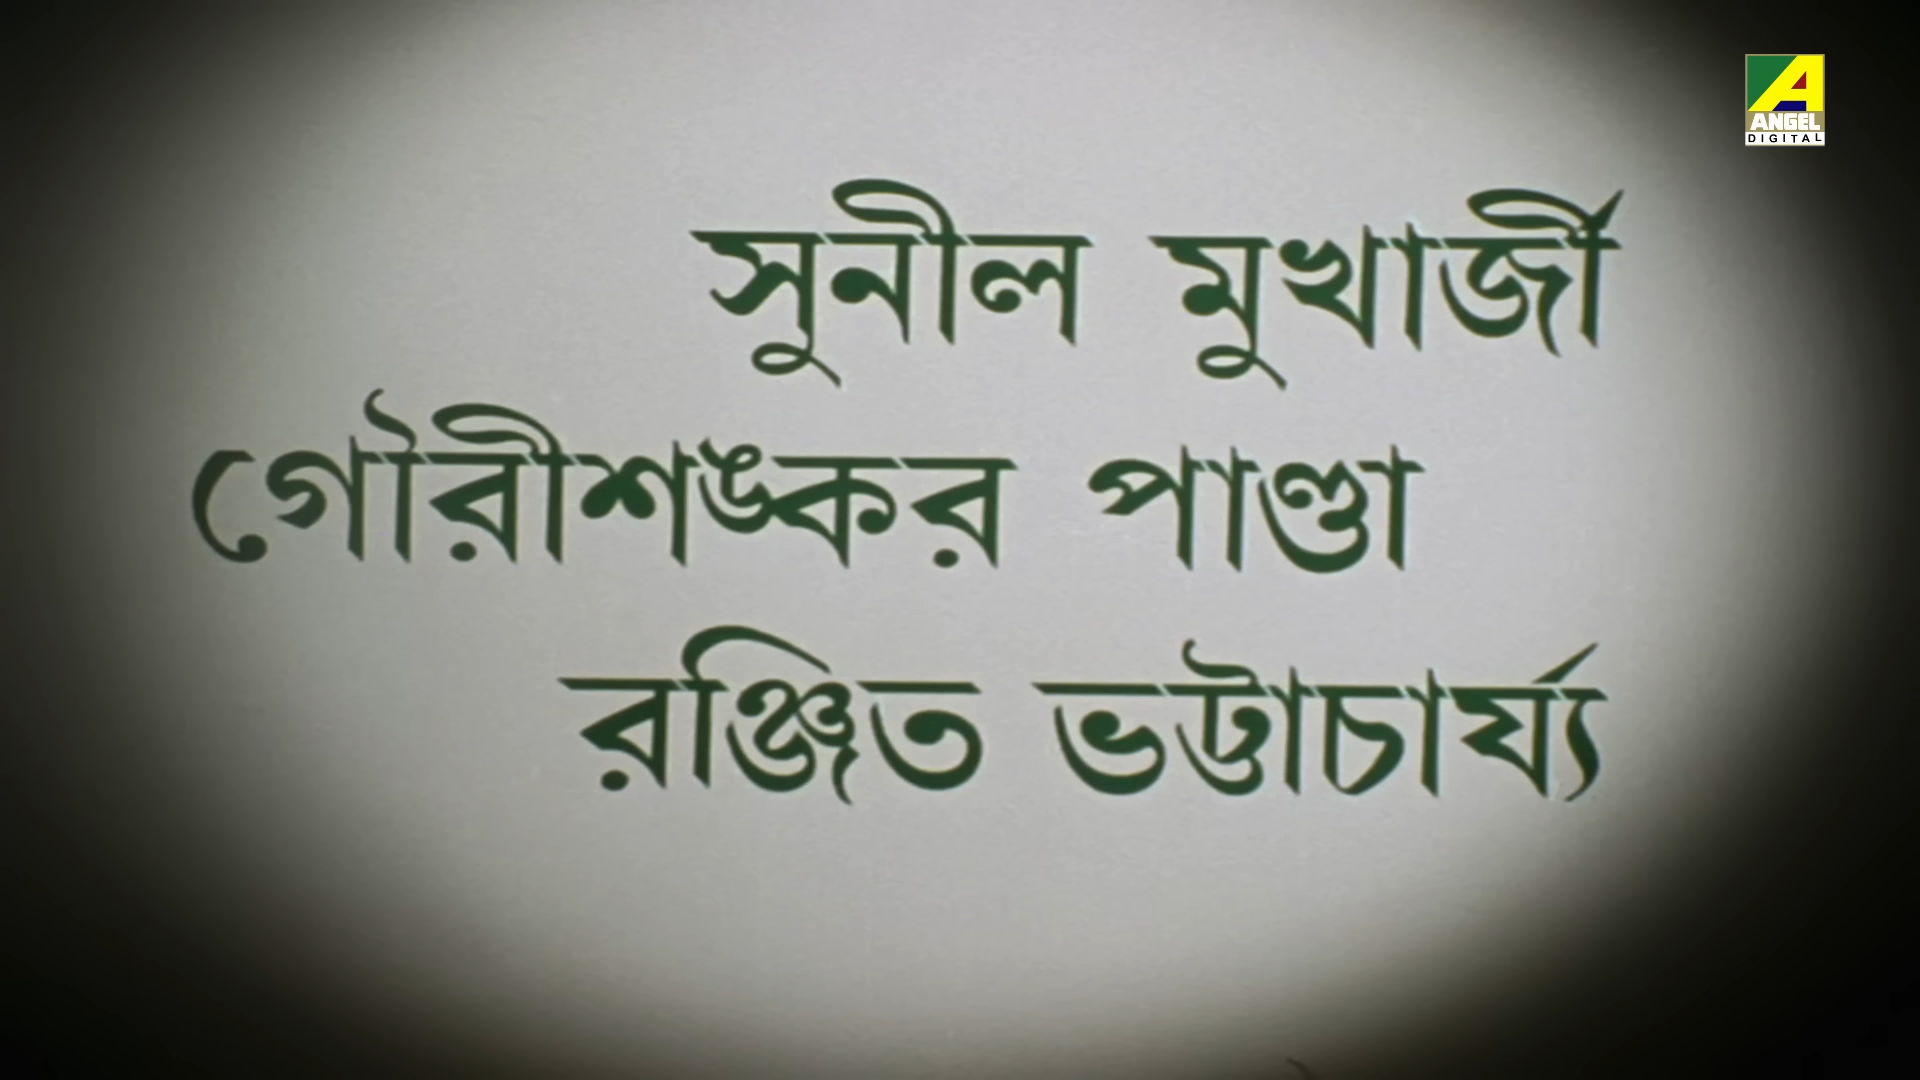 ANGEL
DIGITAL
সুনীল মুখার্জী
গৌরীশঙ্কর পাণ্ডা
রঞ্জিত ভট্টাচার্য্য